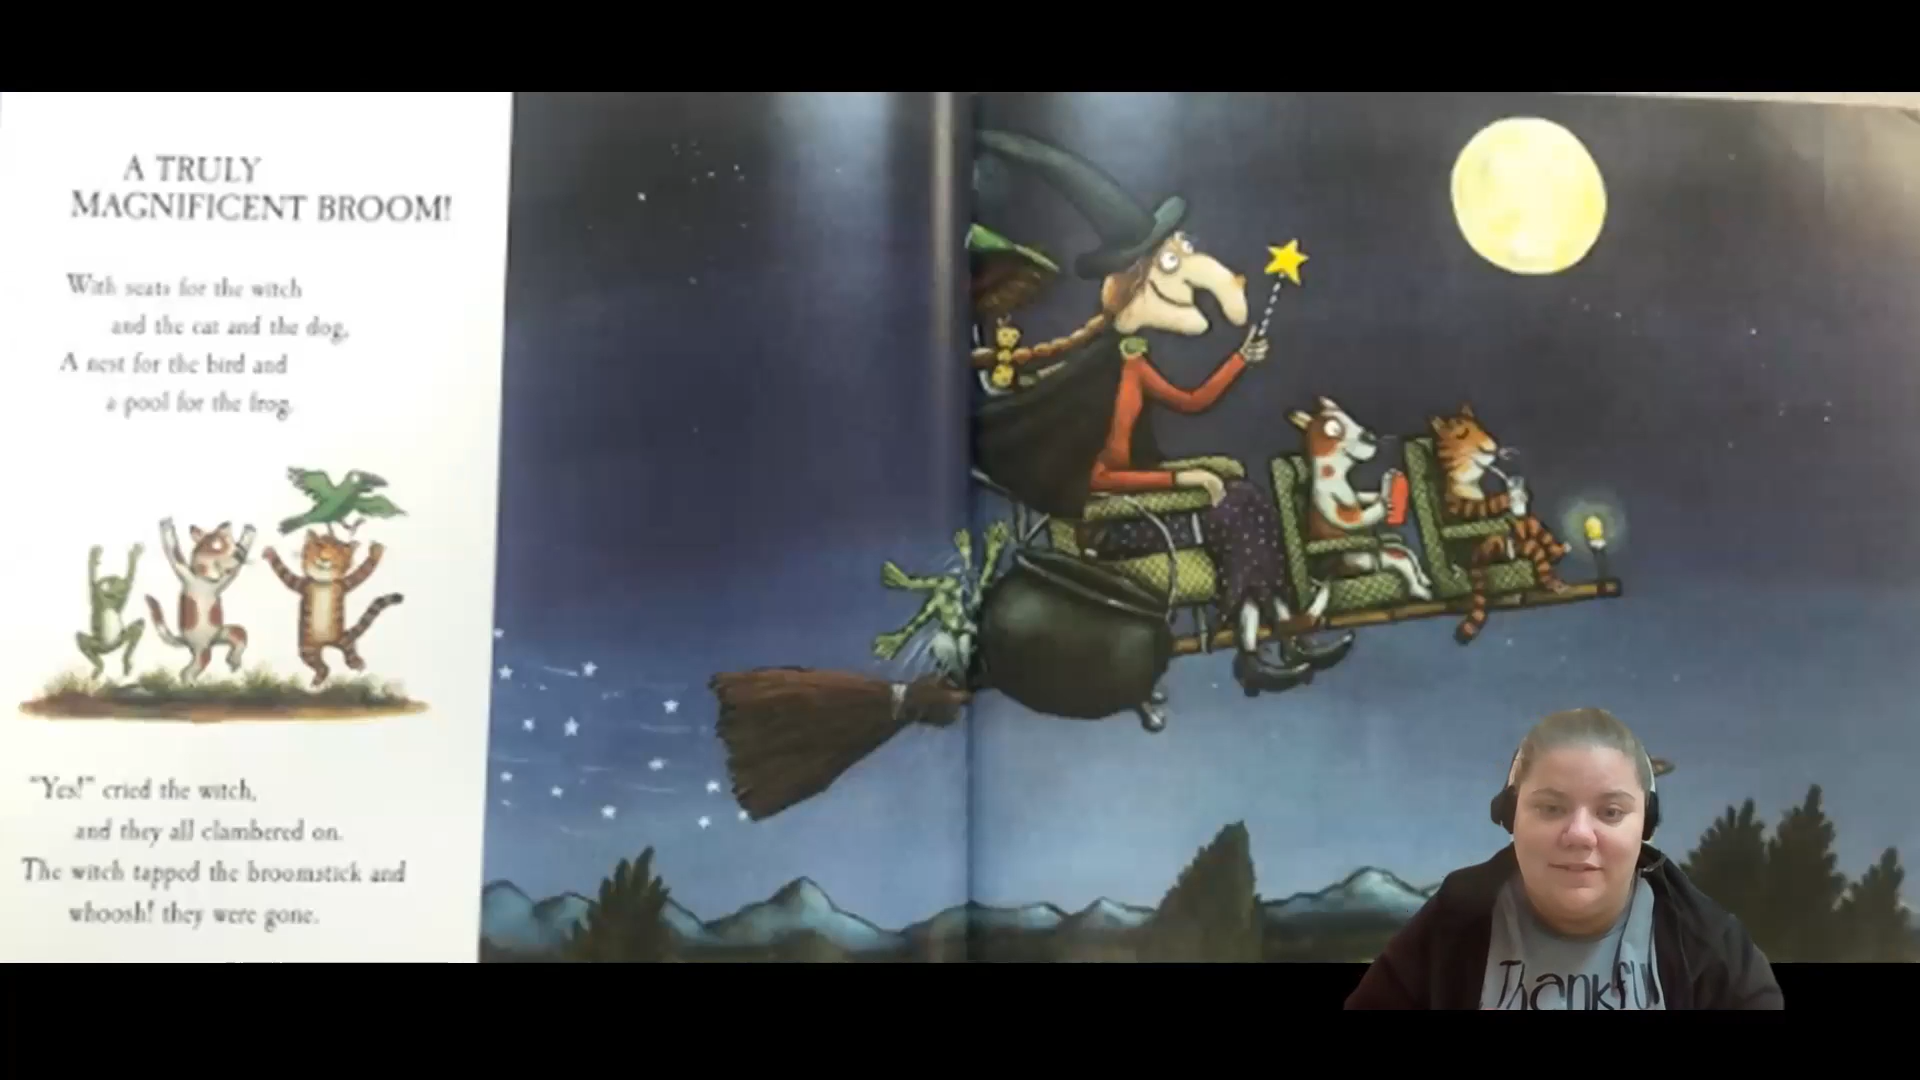 A TRULY
MAGNIFICENT BROOM!
With seats for the witch
and the cat and the dog,
A nest for the bird and
a pool for the frog.
"Yes!" cried the witch,
and they all clambered on.
The witch tapped the broomstick and
whoosh! they were gone.
Thankful